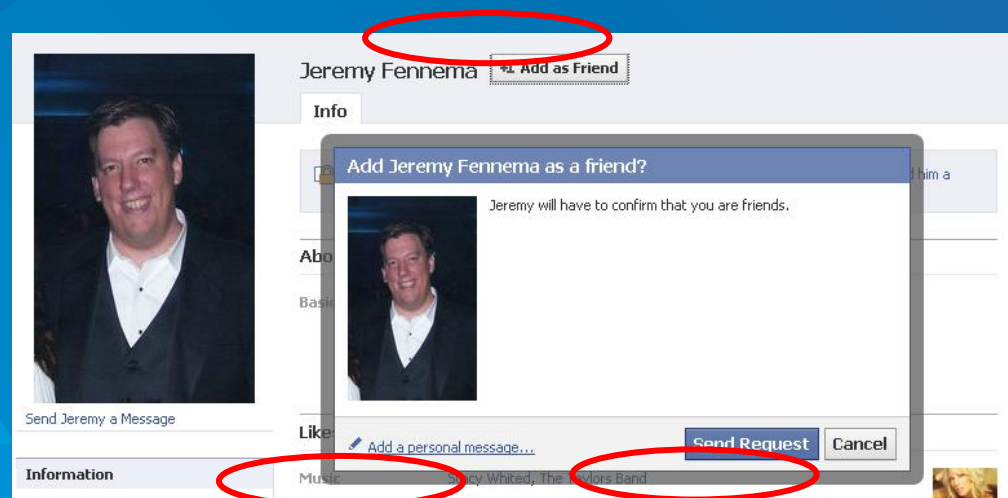 Jeremy Fennema +1 Add as Friend
Info
Add Jeremy Fennema as a friend?
him a
Jeremy will have to confirm that you are friends.
Abo
Basic
Send Jeremy a Message
Like
Add a personal message... Send Request Cancel
Information
Music Stacy Whited, The Taylors Band